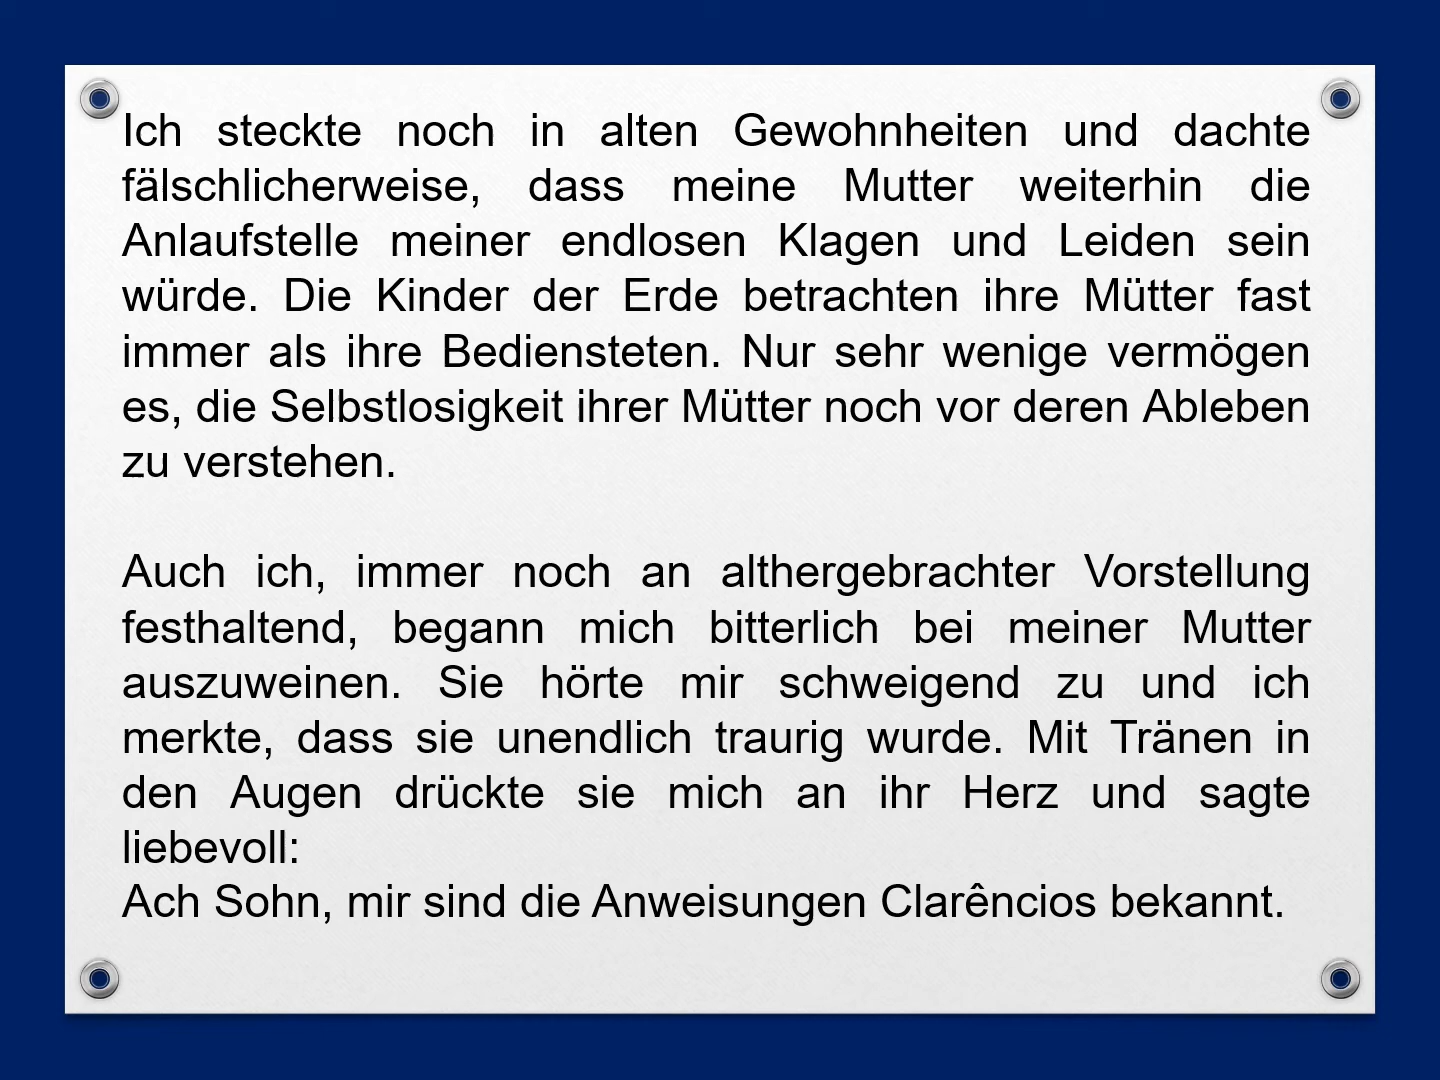 Ich steckte noch in alten Gewohnheiten und dachte
fälschlicherweise, dass meine Mutter weiterhin die
Anlaufstelle meiner endlosen Klagen und Leiden sein
würde. Die Kinder der Erde betrachten ihre Mütter fast
immer als ihre Bediensteten. Nur sehr wenige vermögen
es, die Selbstlosigkeit ihrer Mütter noch vor deren Ableben
zu verstehen.
Auch ich, immer noch an althergebrachter Vorstellung
festhaltend, begann mich bitterlich bei meiner Mutter
auszuweinen. Sie hörte mir schweigend zu und ich
merkte, dass sie unendlich traurig wurde. Mit Tränen in
den Augen drückte sie mich an ihr Herz und sagte
liebevoll:
Ach Sohn, mir sind die Anweisungen Clarêncios bekannt.